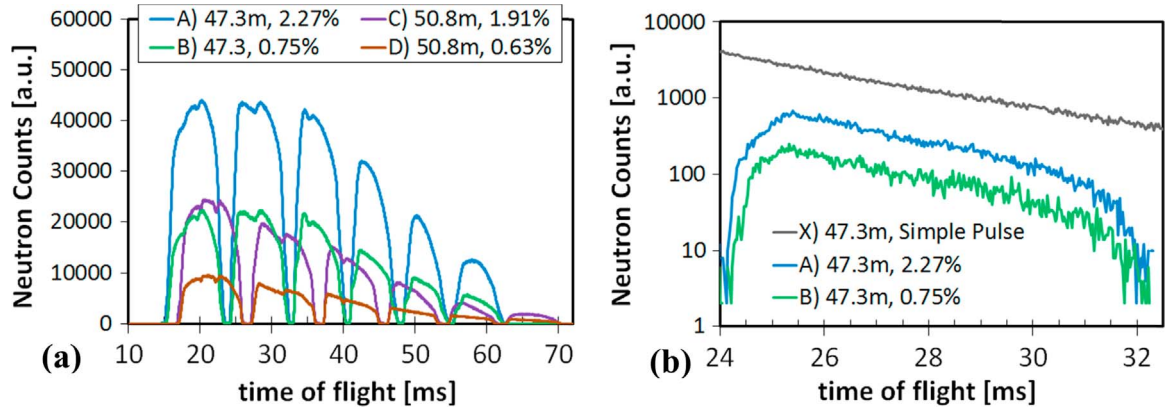 A) 47.3m, 2.27% C) 50.8m, 1.91%
B) 47.3, 0.75% D) 50.8m, 0.63%
60000
50000
40000
30000
20000
10000
0
Neutron Counts [a.u.]
10 20 30 40 50 60 70
time of flight [ms]
(a)
10000
1000
100
10
1
Neutron Counts [a.u.]
X) 47.3m, Simple Pulse
A) 47.3m, 2.27%
B) 47.3m, 0.75%
24 26 28 30 32
time of flight [ms]
(b)